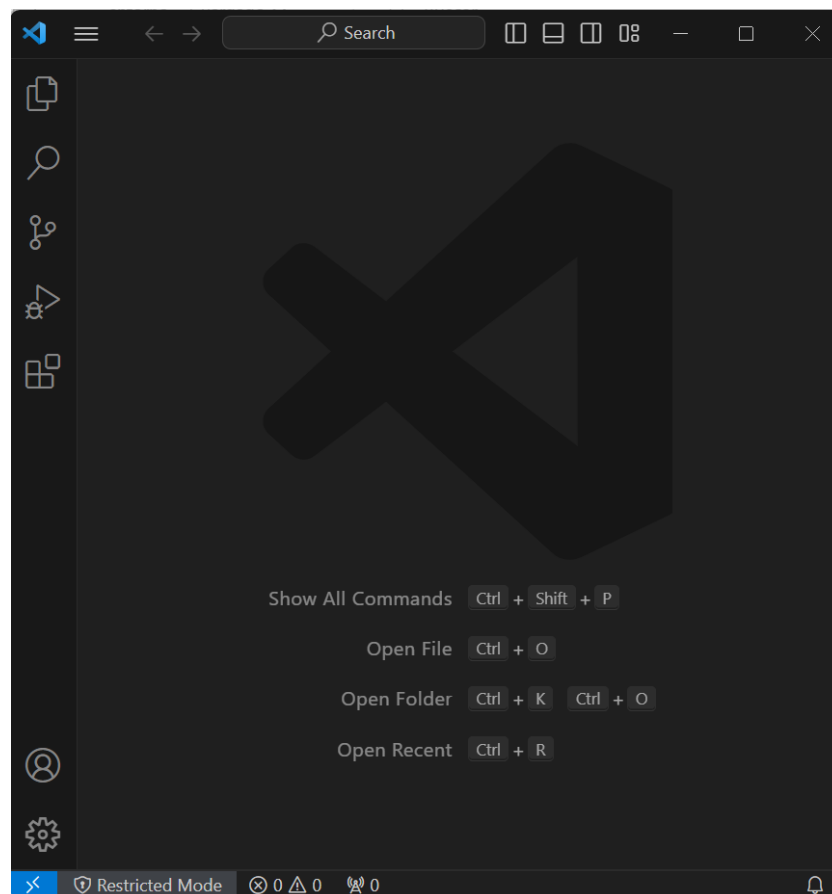 Search
Show All Commands Ctrl + Shift + P
Open File Ctrl + O
Open Folder Ctrl + K Ctrl + O
Open Recent Ctrl + R
Restricted Mode 0 0 0